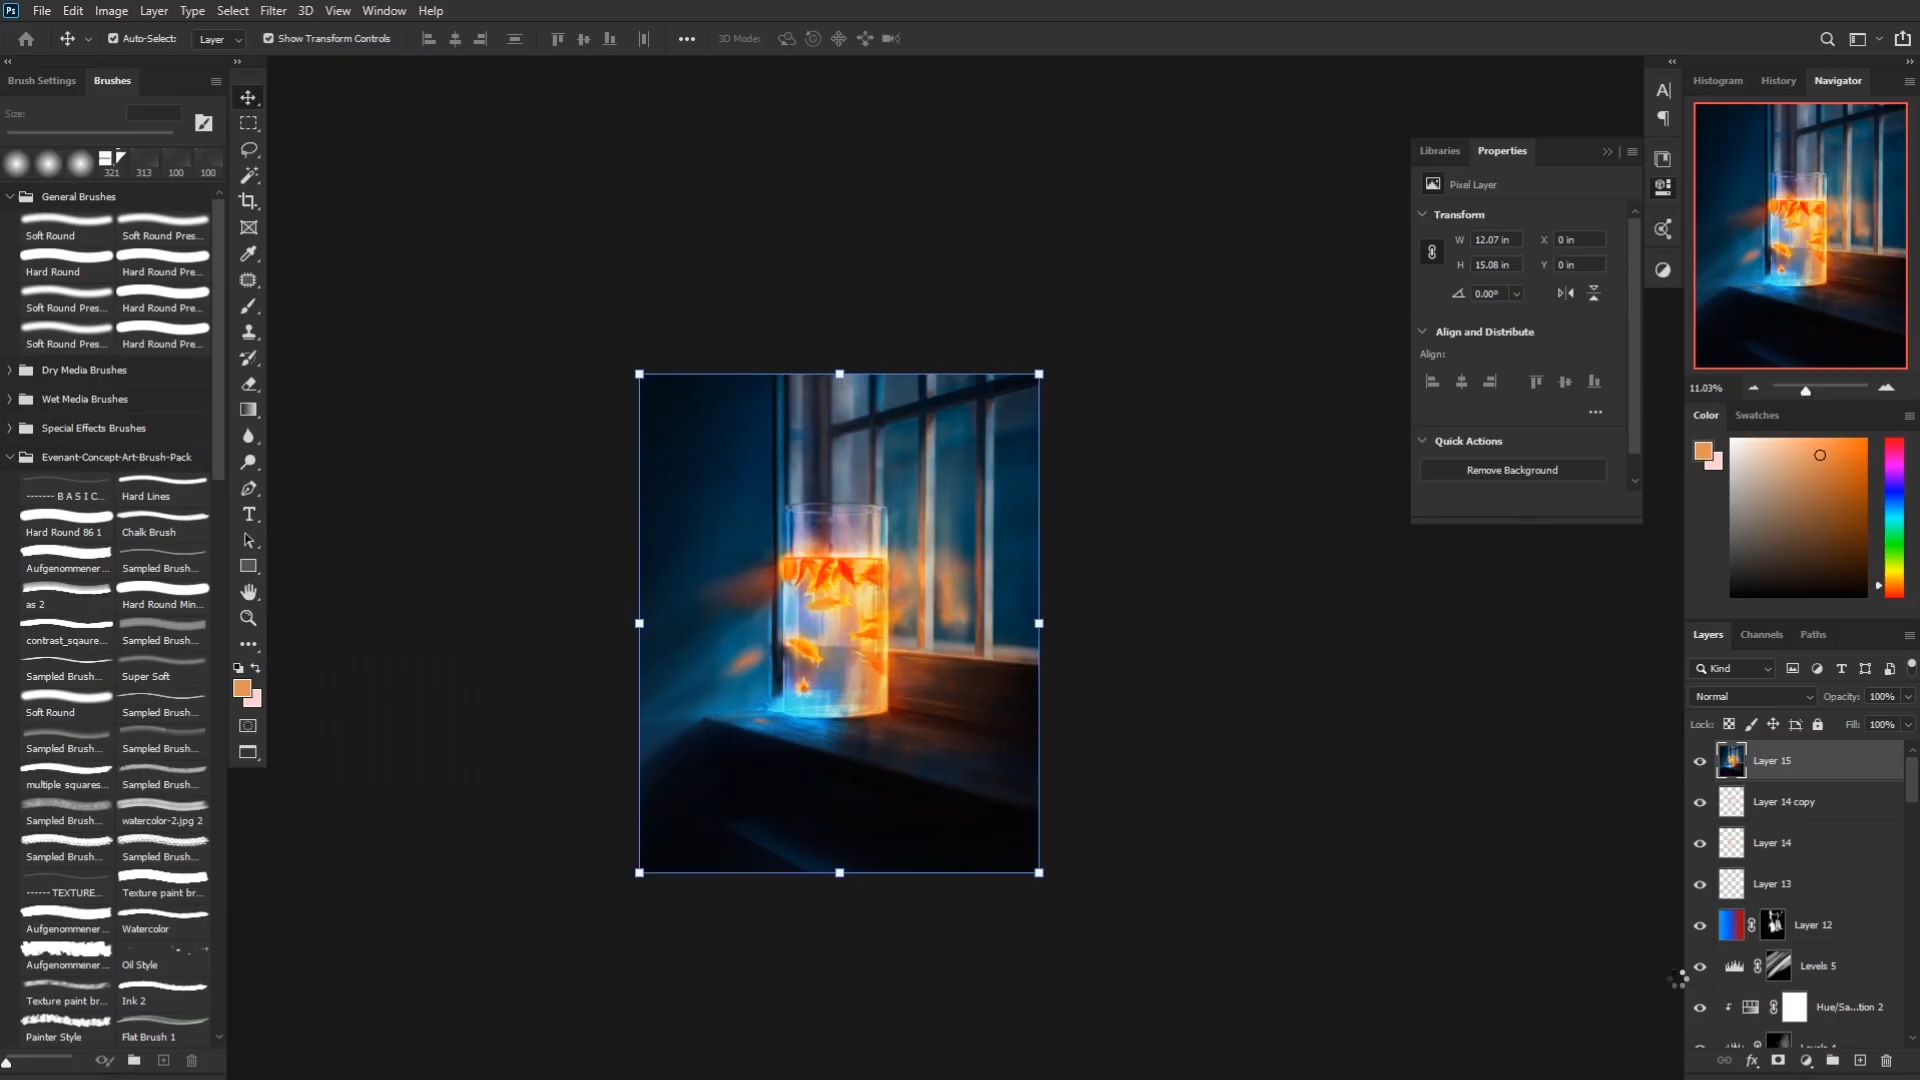 Ps File Edit Image Layer Type Select Filter 3D View Window Help
Auto-Select: Layer Show Transform Controls 3D Mode:
Brush Settings Brushes
Size:
321 313 100 100
General Brushes
Soft Round Soft Round Pres...
Hard Round Hard Round Pre...
Soft Round Pres... Hard Round Pre...
Soft Round Pres... Hard Round Pre...
Dry Media Brushes
Wet Media Brushes
Special Effects Brushes
Evenant-Concept-Art-Brush-Pack
------- B A S I C... Hard Lines
Hard Round 86 1 Chalk Brush
Aufgenommener... Sampled Brush...
as 2 Hard Round Min...
contrast_sqaure... Sampled Brush...
Sampled Brush... Super Soft
Soft Round Sampled Brush...
Sampled Brush... Sampled Brush...
multiple squares... Sampled Brush...
Sampled Brush... watercolor-2.jpg 2
Sampled Brush... Sampled Brush...
------ TEXTURE... Texture paint br...
Aufgenommener... Watercolor
Aufgenommener... Oil Style
Texture paint br... Ink 2
Painter Style Flat Brush 1
Libraries Properties
Pixel Layer
Transform
W 12.07 in X 0 in
H 15.08 in Y 0 in
0.00°
Align and Distribute
Align:
Quick Actions
Remove Background
Histogram History Navigator
11.03%
Color Swatches
Layers Channels Paths
Kind
Normal Opacity: 100%
Lock: Fill: 100%
Layer 15
Layer 14 copy
Layer 14
Layer 13
Layer 12
Levels 5
Hue/Sa...tion 2